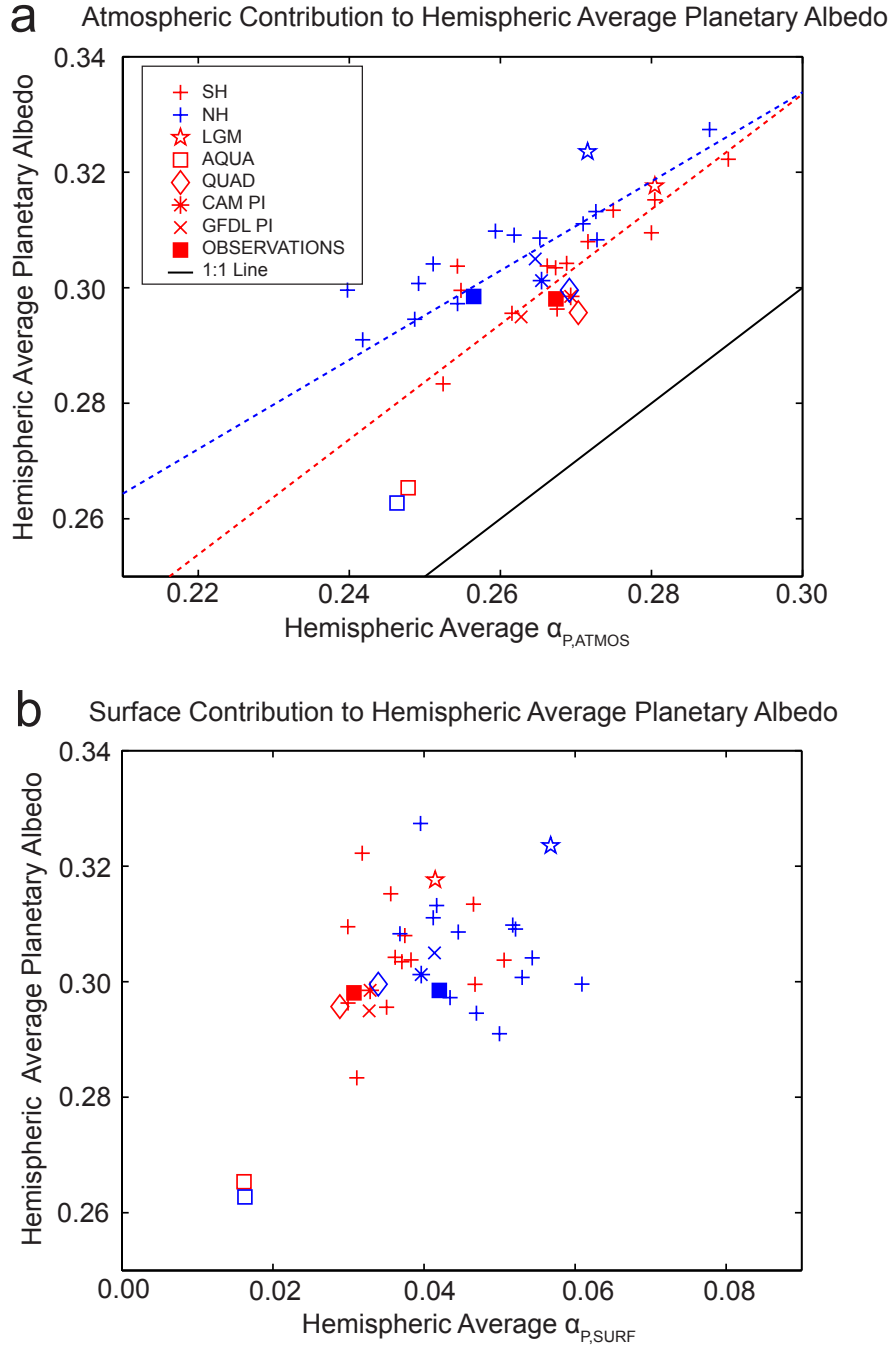 a Atmospheric Contribution to Hemispheric Average Planetary Albedo
Hemispheric Average Planetary Albedo
0.34
0.32
0.30
0.28
0.26
SH
NH
LGM
AQUA
QUAD
CAM PI
GFDL PI
OBSERVATIONS
1:1 Line
0.22 0.24 0.26 0.28 0.30
Hemispheric Average αP,ATMOS
b Surface Contribution to Hemispheric Average Planetary Albedo
Hemispheric Average Planetary Albedo
0.34
0.32
0.30
0.28
0.26
0.00 0.02 0.04 0.06 0.08
Hemispheric Average αP,SURF